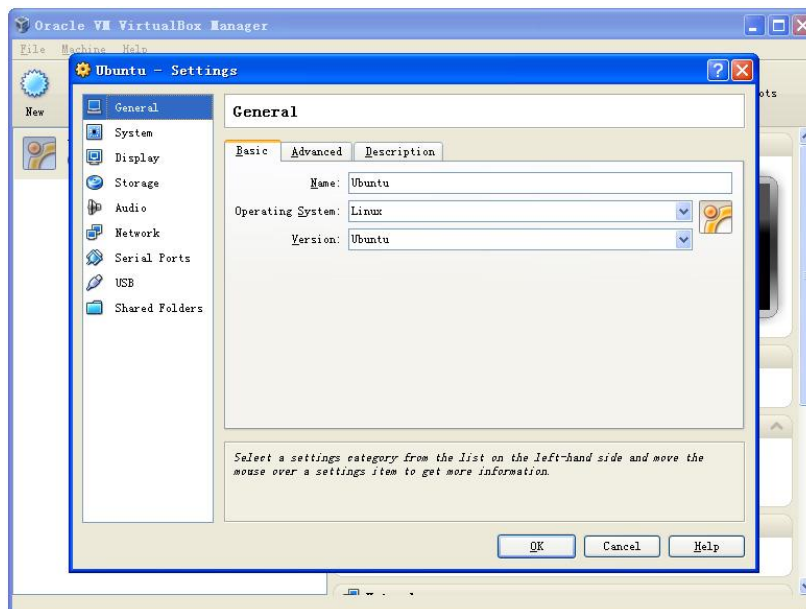 Oracle VM VirtualBox Manager
File Machine Help
Ubuntu - Settings
New
ots
General
System
Display
Storage
Audio
Network
Serial Ports
USB
Shared Folders
General
Basic Advanced Description
Name: Ubuntu
Operating System: Linux
Version: Ubuntu
Select a settings category from the list on the left-hand side and move the
mouse over a settings item to get more information.
OK Cancel Help